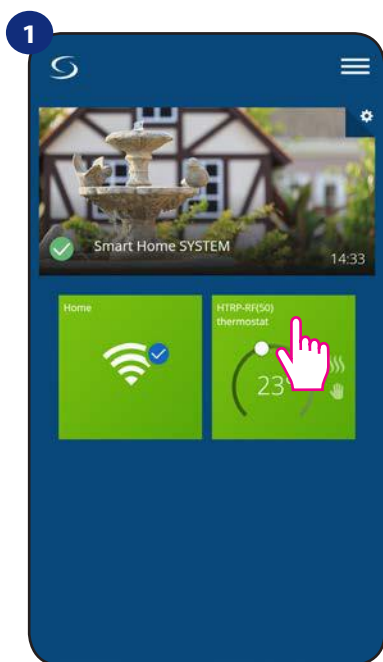 1
Smart Home SYSTEM
14:33
Home
HTRP-RF(50)
thermostat
23°